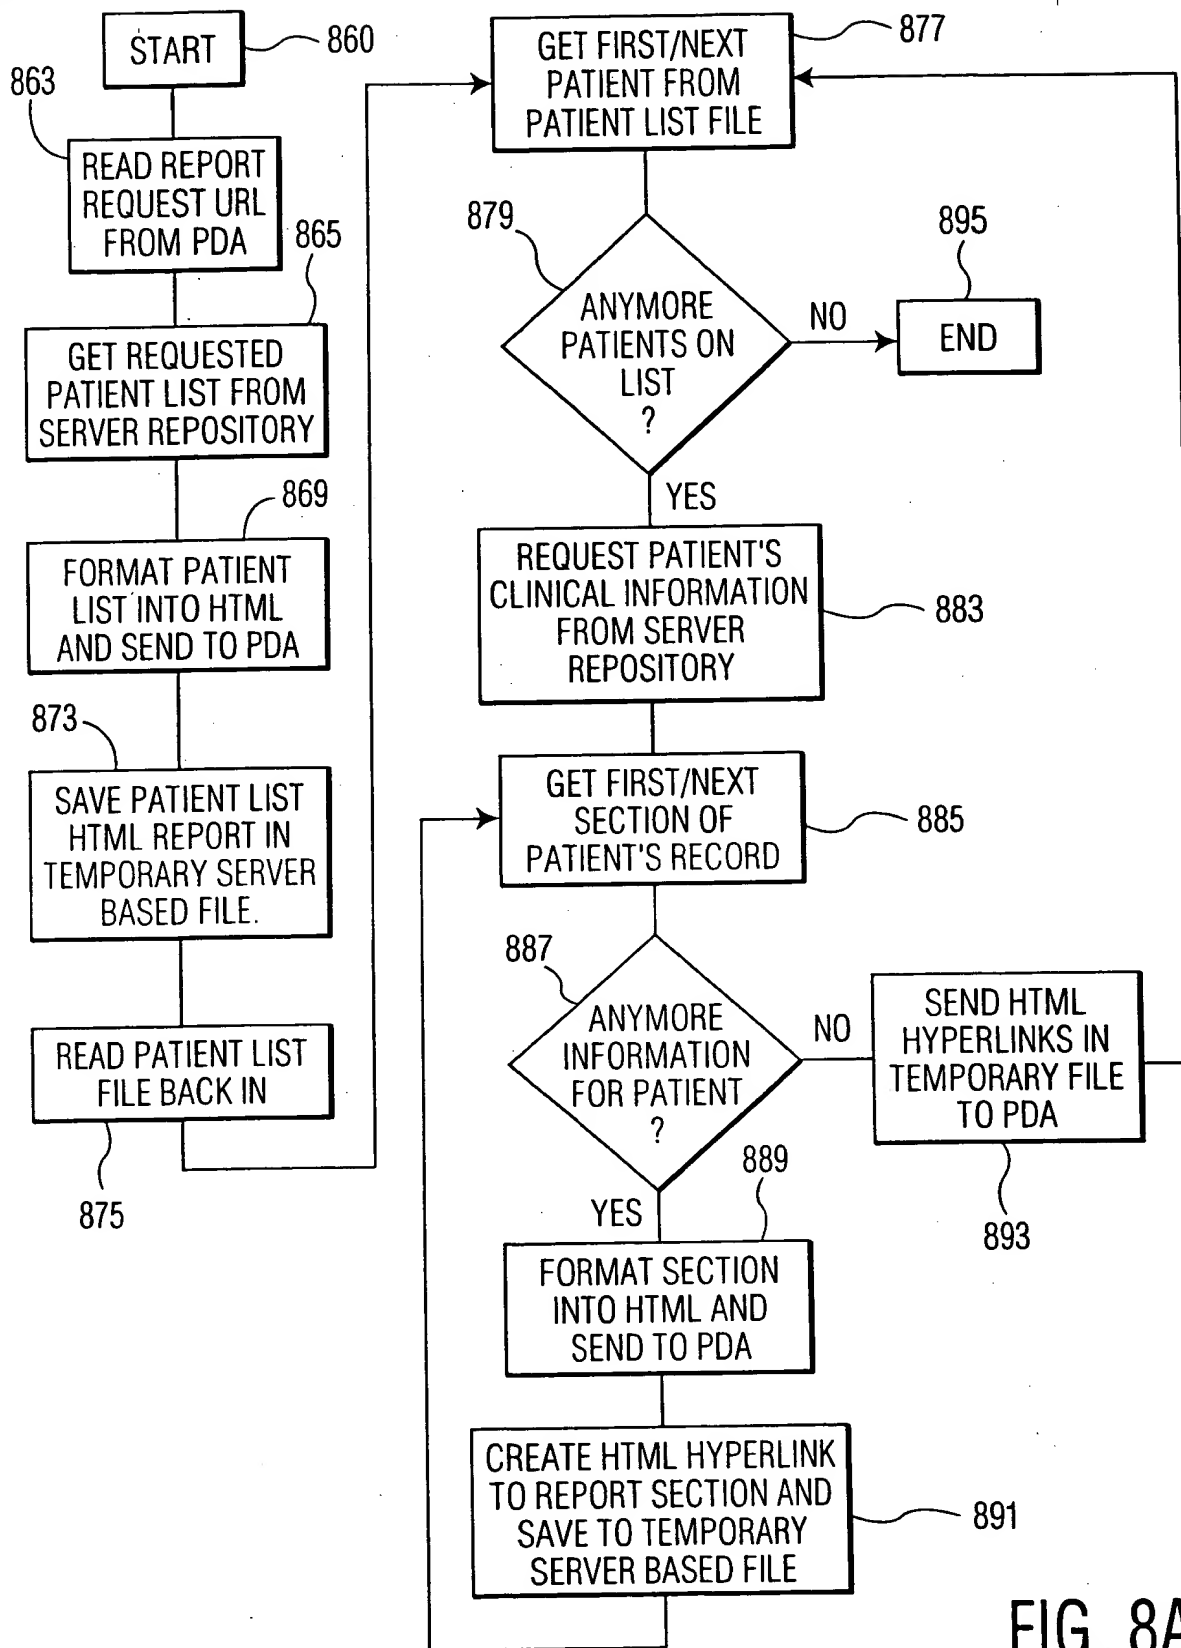 START
860
863
READ REPORT
REQUEST URL
FROM PDA
865
GET REQUESTED
PATIENT LIST FROM
SERVER REPOSITORY
869
FORMAT PATIENT
LIST INTO HTML
AND SEND TO PDA
873
SAVE PATIENT LIST
HTML REPORT IN
TEMPORARY SERVER
BASED FILE.
READ PATIENT LIST
FILE BACK IN
875
GET FIRST/NEXT
PATIENT FROM
PATIENT LIST FILE
877
879
ANYMORE
PATIENTS ON
LIST
?
NO
895
END
YES
REQUEST PATIENT'S
CLINICAL INFORMATION
FROM SERVER
REPOSITORY
883
GET FIRST/NEXT
SECTION OF
PATIENT'S RECORD
885
887
ANYMORE
INFORMATION
FOR PATIENT
?
NO
SEND HTML
HYPERLINKS IN
TEMPORARY FILE
TO PDA
893
YES
889
FORMAT SECTION
INTO HTML AND
SEND TO PDA
CREATE HTML HYPERLINK
TO REPORT SECTION AND
SAVE TO TEMPORARY
SERVER BASED FILE
891
FIG. 8A